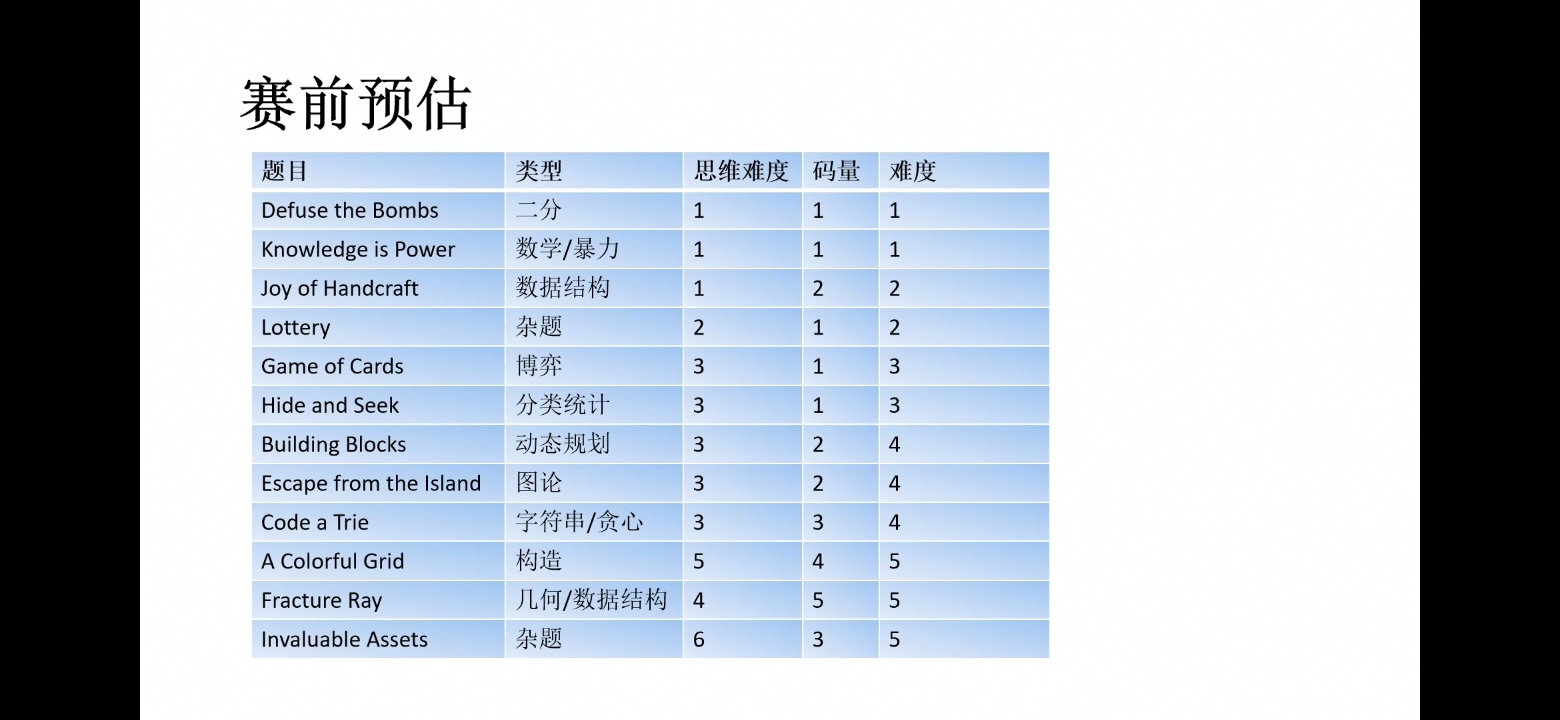 赛前预估
题目 类型 思维难度 码量 难度
Defuse the Bombs 二分 1 1 1
Knowledge is Power 数学/暴力 1 1 1
Joy of Handcraft 数据结构 1 2 2
Lottery 杂题 2 1 2
Game of Cards 博弈 3 1 3
Hide and Seek 分类统计 3 1 3
Building Blocks 动态规划 3 2 4
Escape from the Island 图论 3 2 4
Code a Trie 字符串/贪心 3 3 4
A Colorful Grid 构造 5 4 5
Fracture Ray 几何/数据结构 4 5 5
Invaluable Assets 杂题 6 3 5